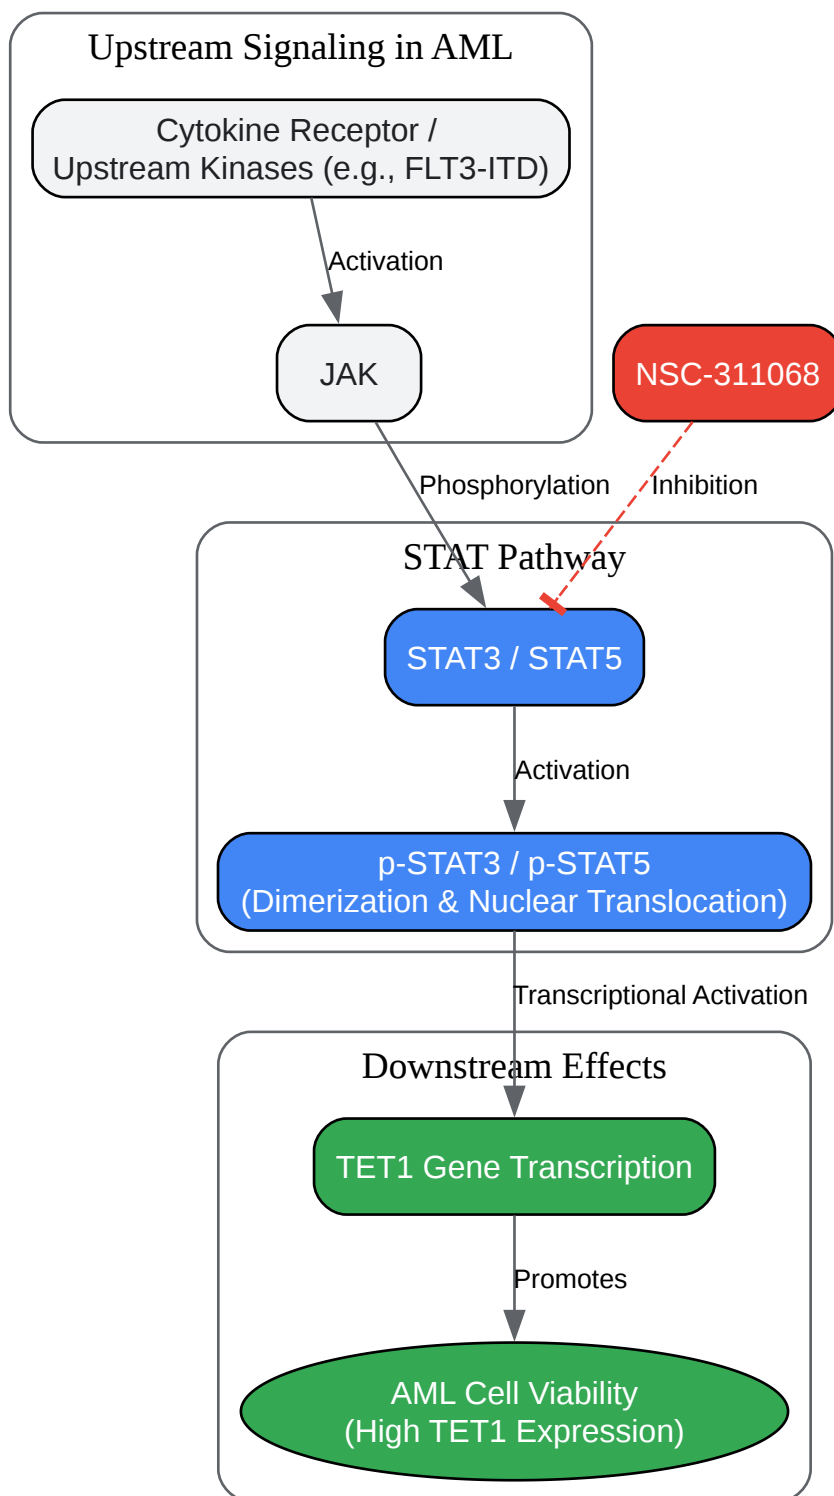 Upstream Signaling in AML
Cytokine Receptor /
Upstream Kinases (e.g., FLT3-ITD)
Activation
JAK
NSC-311068
Phosphorylation
Inhibition
STAT Pathway
STAT3 / STAT5
Activation
p-STAT3 / p-STAT5
(Dimerization & Nuclear Translocation)
Transcriptional Activation
Downstream Effects
TET1 Gene Transcription
Promotes
AML Cell Viability
(High TET1 Expression)